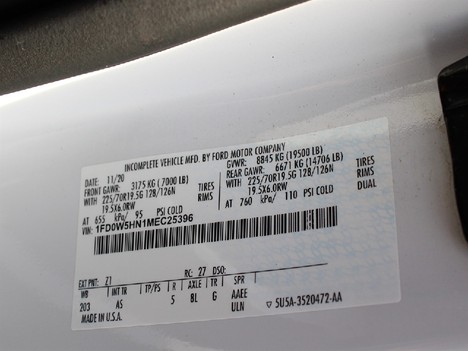 INCOMPLETE VEHICLE MFD. BY FORD MOTOR COMPANY
DATE: 11/20 GVWR: 8845 KG (19500 LB)
FRONT GAWR: 3175 KG (7000 LB) REAR GAWR: 6671 KG (14706 LB)
WITH 225/70R19.5G 128/126N TIRES WITH 225/70R19.5G 128/126N TIRES
19.5X6.0RW RIMS 19.5X6.0RW RIMS
AT 655 kPa/ 95 PSI COLD AT 760 kPa/ 110 PSI COLD DUAL
VIN: 1FD0W5HN1MEC25396
EXT PNT: Z1 RC: 27 DSO:
WB INT TR TP/PS R AXLE TR SPR
203 AS 5 BL G AAEE
MADE IN U.S.A. ULN ▽ SU5A-3520472-AA